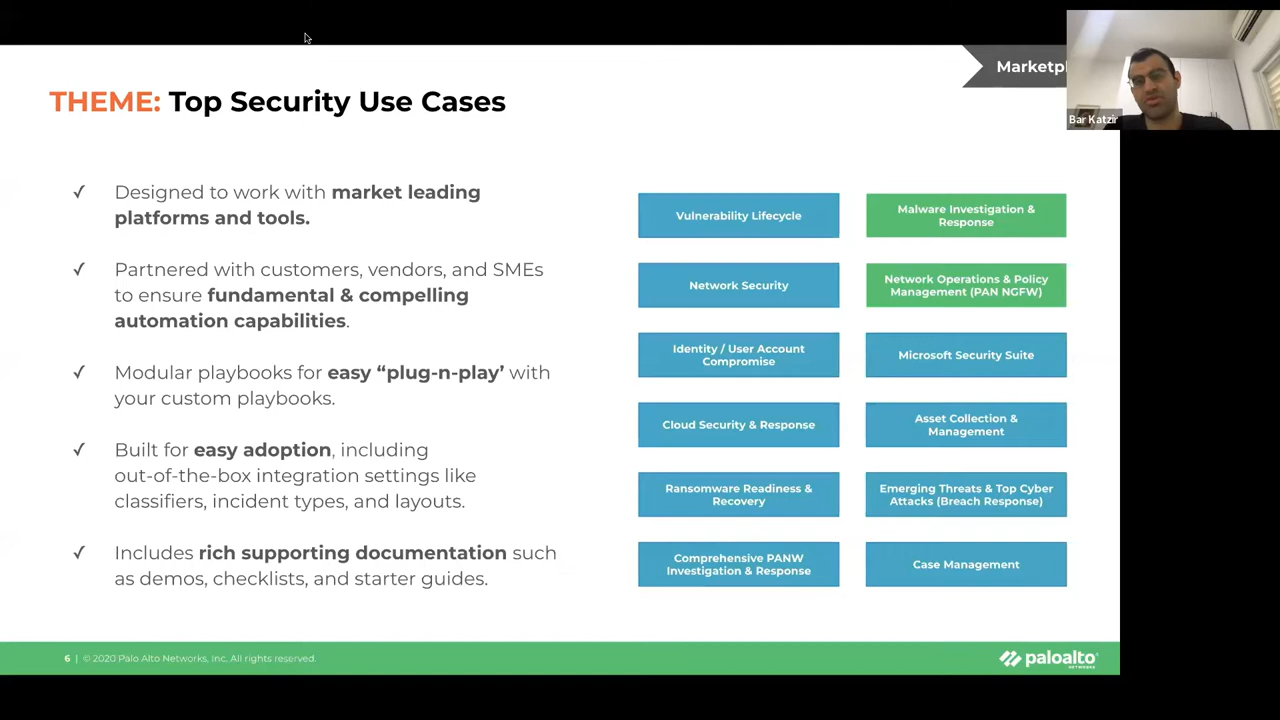 Marketpl
Bar Katzir
THEME: Top Security Use Cases
✓ Designed to work with market leading
platforms and tools.
✓ Partnered with customers, vendors, and SMEs
to ensure fundamental & compelling
automation capabilities.
✓ Modular playbooks for easy “plug-n-play’ with
your custom playbooks.
✓ Built for easy adoption, including
out-of-the-box integration settings like
classifiers, incident types, and layouts.
✓ Includes rich supporting documentation such
as demos, checklists, and starter guides.
Vulnerability Lifecycle
Malware Investigation &
Response
Network Security
Network Operations & Policy
Management (PAN NGFW)
Identity / User Account
Compromise
Microsoft Security Suite
Cloud Security & Response
Asset Collection &
Management
Ransomware Readiness &
Recovery
Emerging Threats & Top Cyber
Attacks (Breach Response)
Comprehensive PANW
Investigation & Response
Case Management
6 | © 2020 Palo Alto Networks, Inc. All rights reserved.
paloalto
NETWORKS